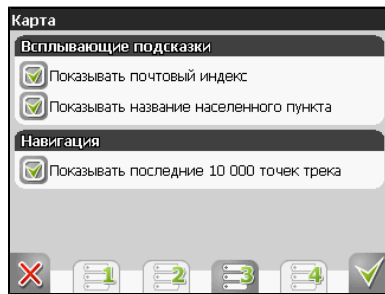 Карта
Всплывающие подсказки
Показывать почтовый индекс
Показывать название населенного пункта
Навигация
Показывать последние 10 000 точек трека
1 2 3 4